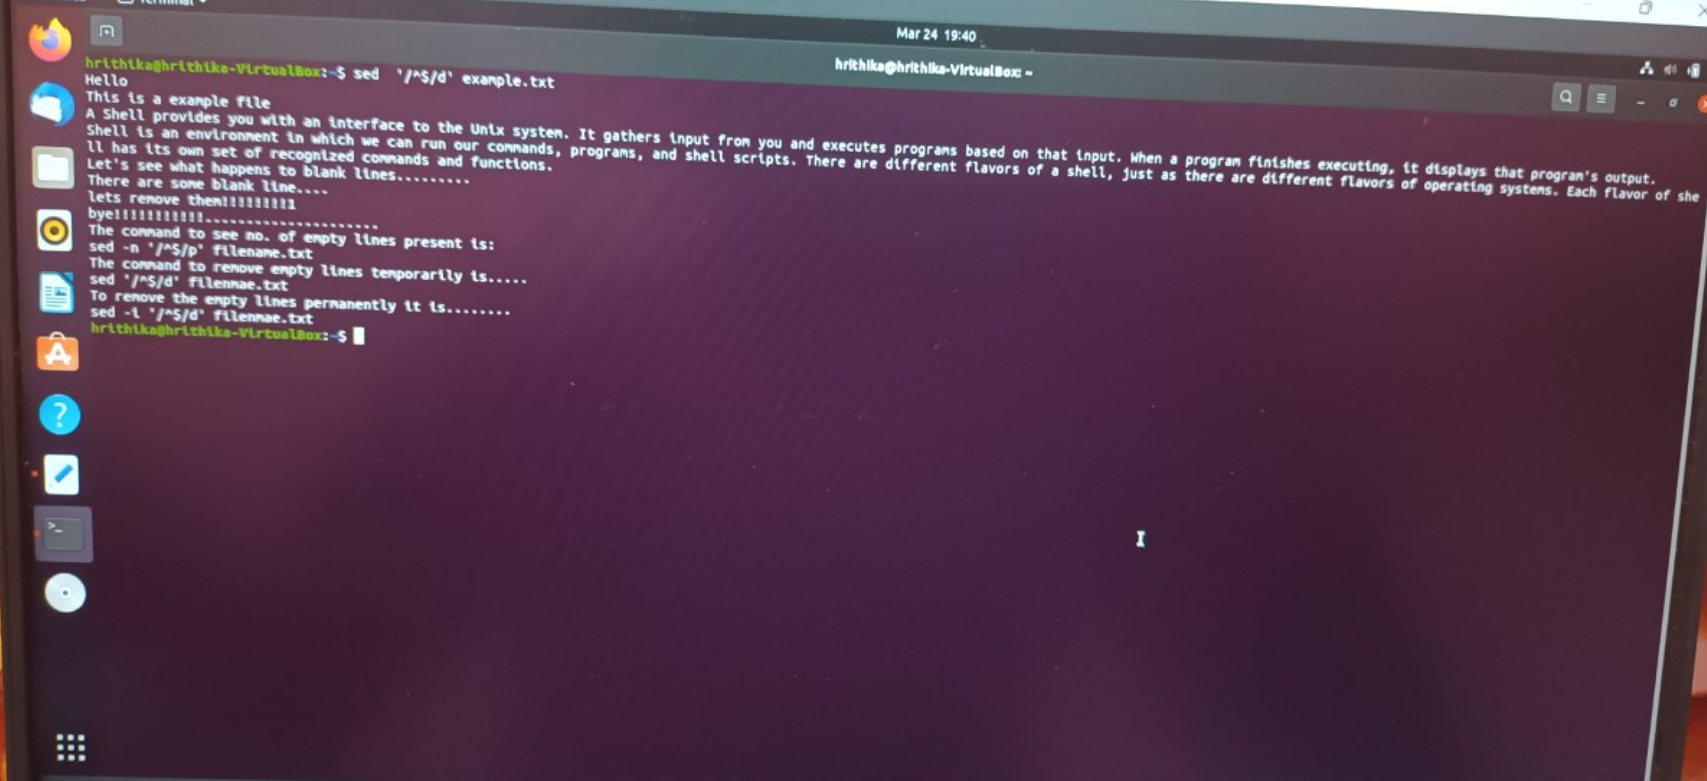 Terminal
Mar 24 19:40
hrithika@hrithika-VirtualBox: ~
hrithika@hrithika-VirtualBox:~$ sed  '/^$/d' example.txt
Hello
This is a example file
A Shell provides you with an interface to the Unix system. It gathers input from you and executes programs based on that input. When a program finishes executing, it displays that program's output.
Shell is an environment in which we can run our commands, programs, and shell scripts. There are different flavors of a shell, just as there are different flavors of operating systems. Each flavor of she
ll has its own set of recognized commands and functions.
Let's see what happens to blank lines.........
There are some blank line....
lets remove them!!!!!!!!!1
bye!!!!!!!!!!!......................
The command to see no. of empty lines present is:
sed -n '/^$/p' filename.txt
The command to remove empty lines temporarily is.....
sed '/^$/d' filenmae.txt
To remove the empty lines permanently it is........
sed -i '/^$/d' filenmae.txt
hrithika@hrithika-VirtualBox:~$